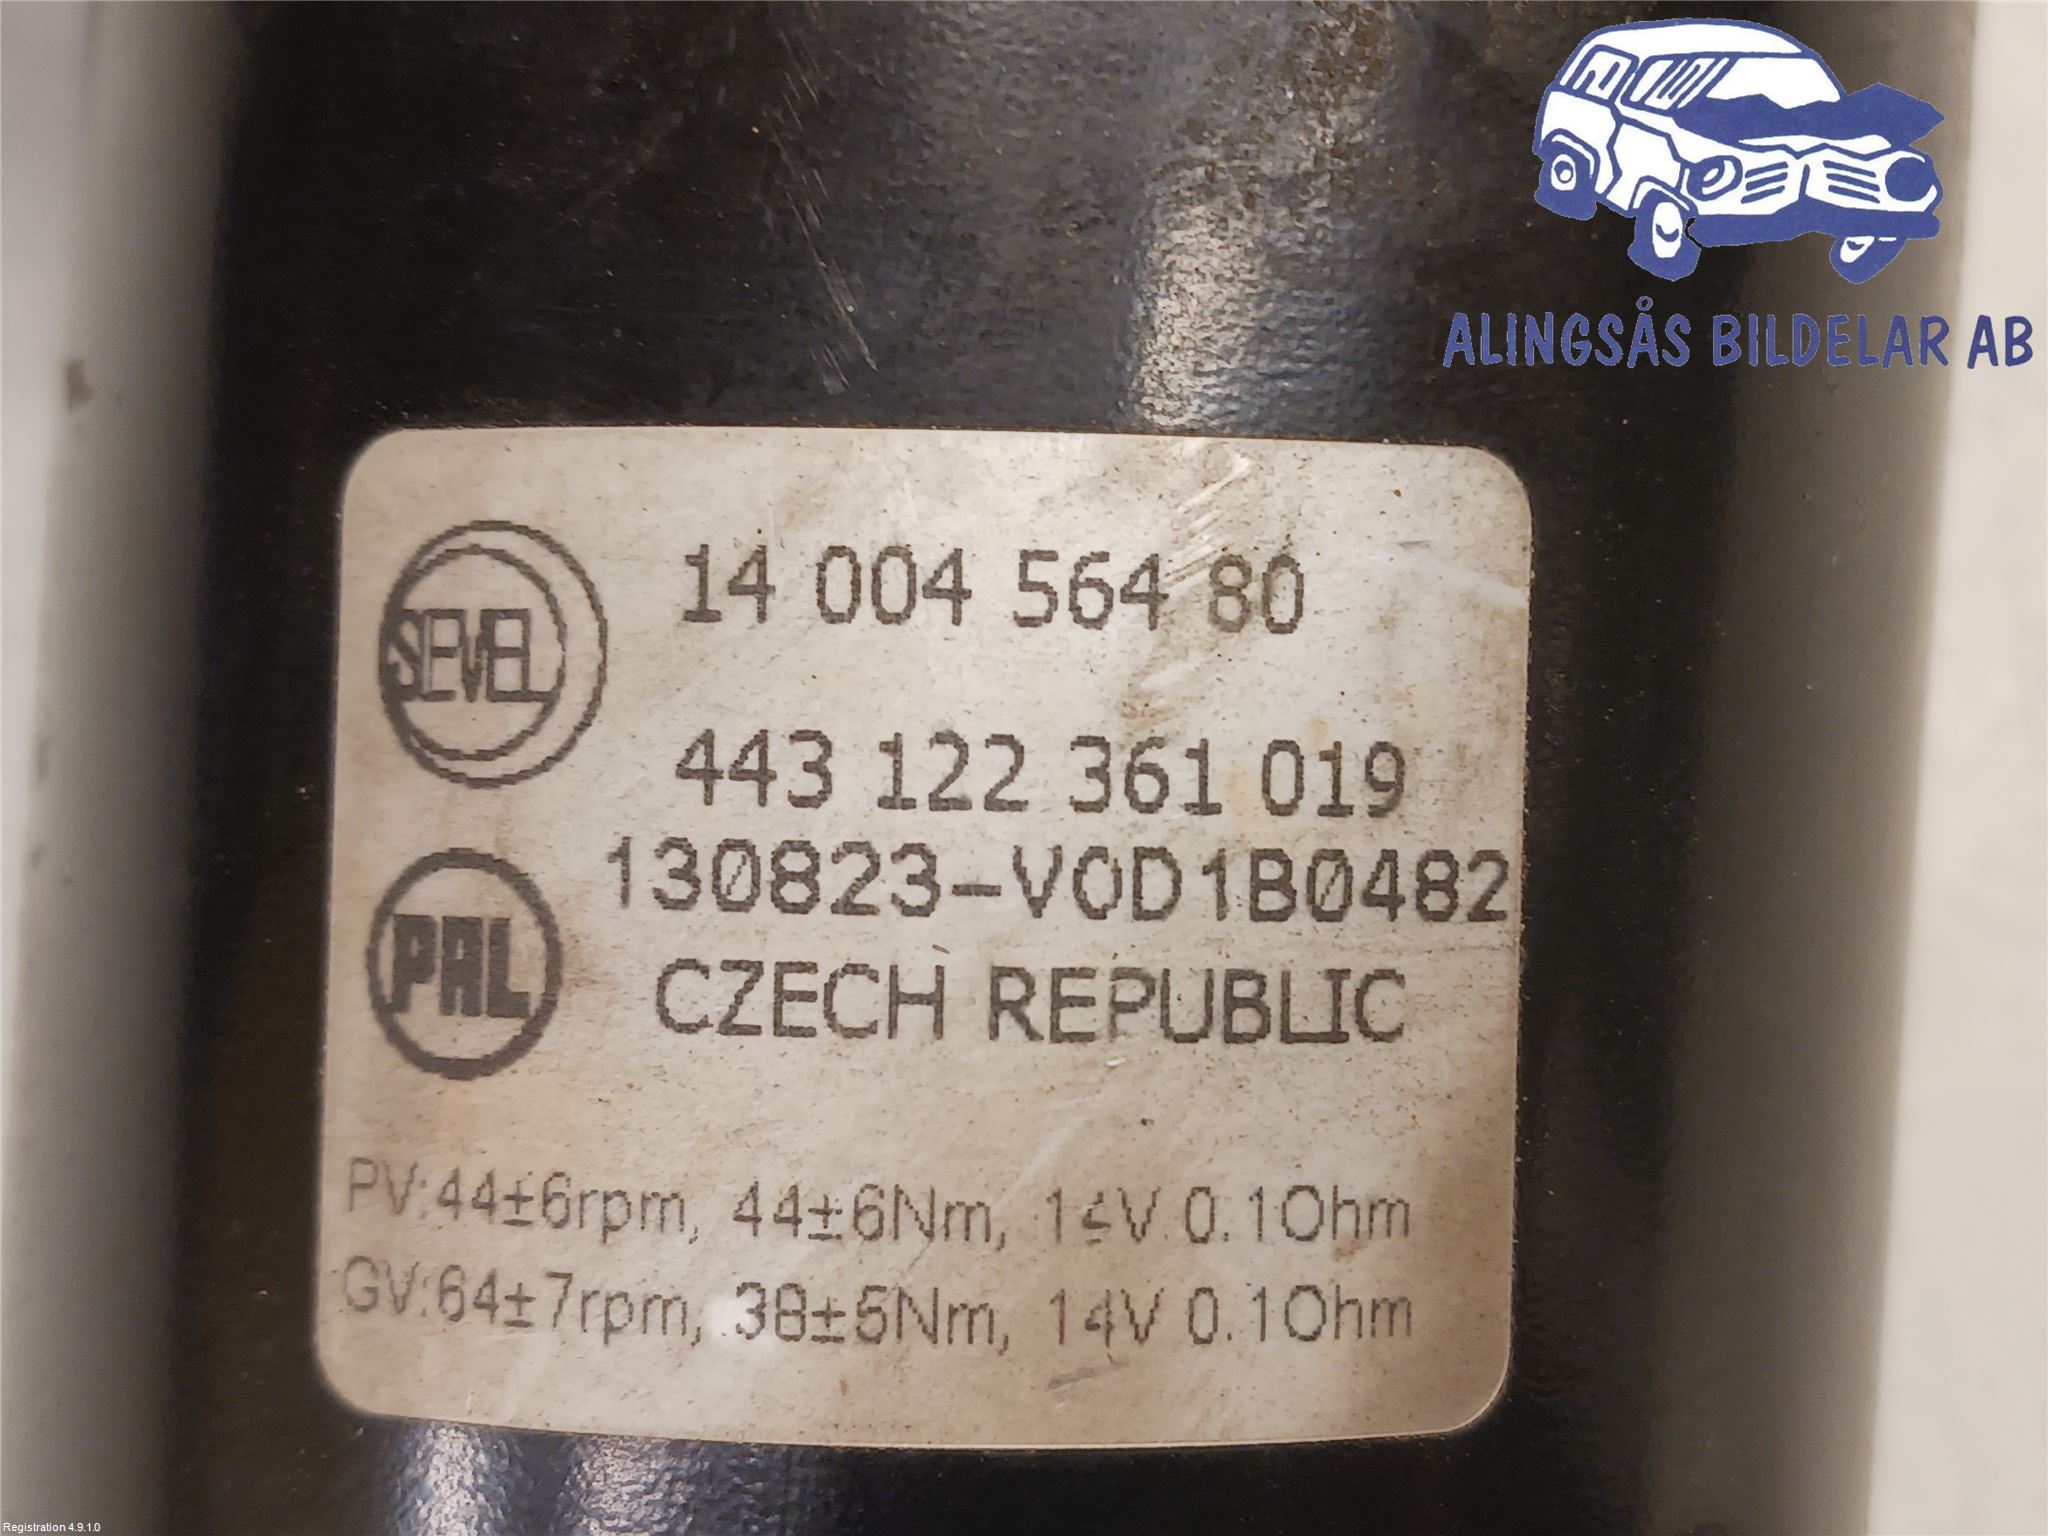 ALINGSÅS BILDELAR AB
SEVEL
14 004 564 80
443 122 361 019
130823-VOD1B0482
PAL
CZECH REPUBLIC
PV:44±6rpm, 44±6Nm, 14V 0.1Ohm
GV:64±7rpm, 38±5Nm, 14V 0.1Ohm
Registration 4.9.1.0